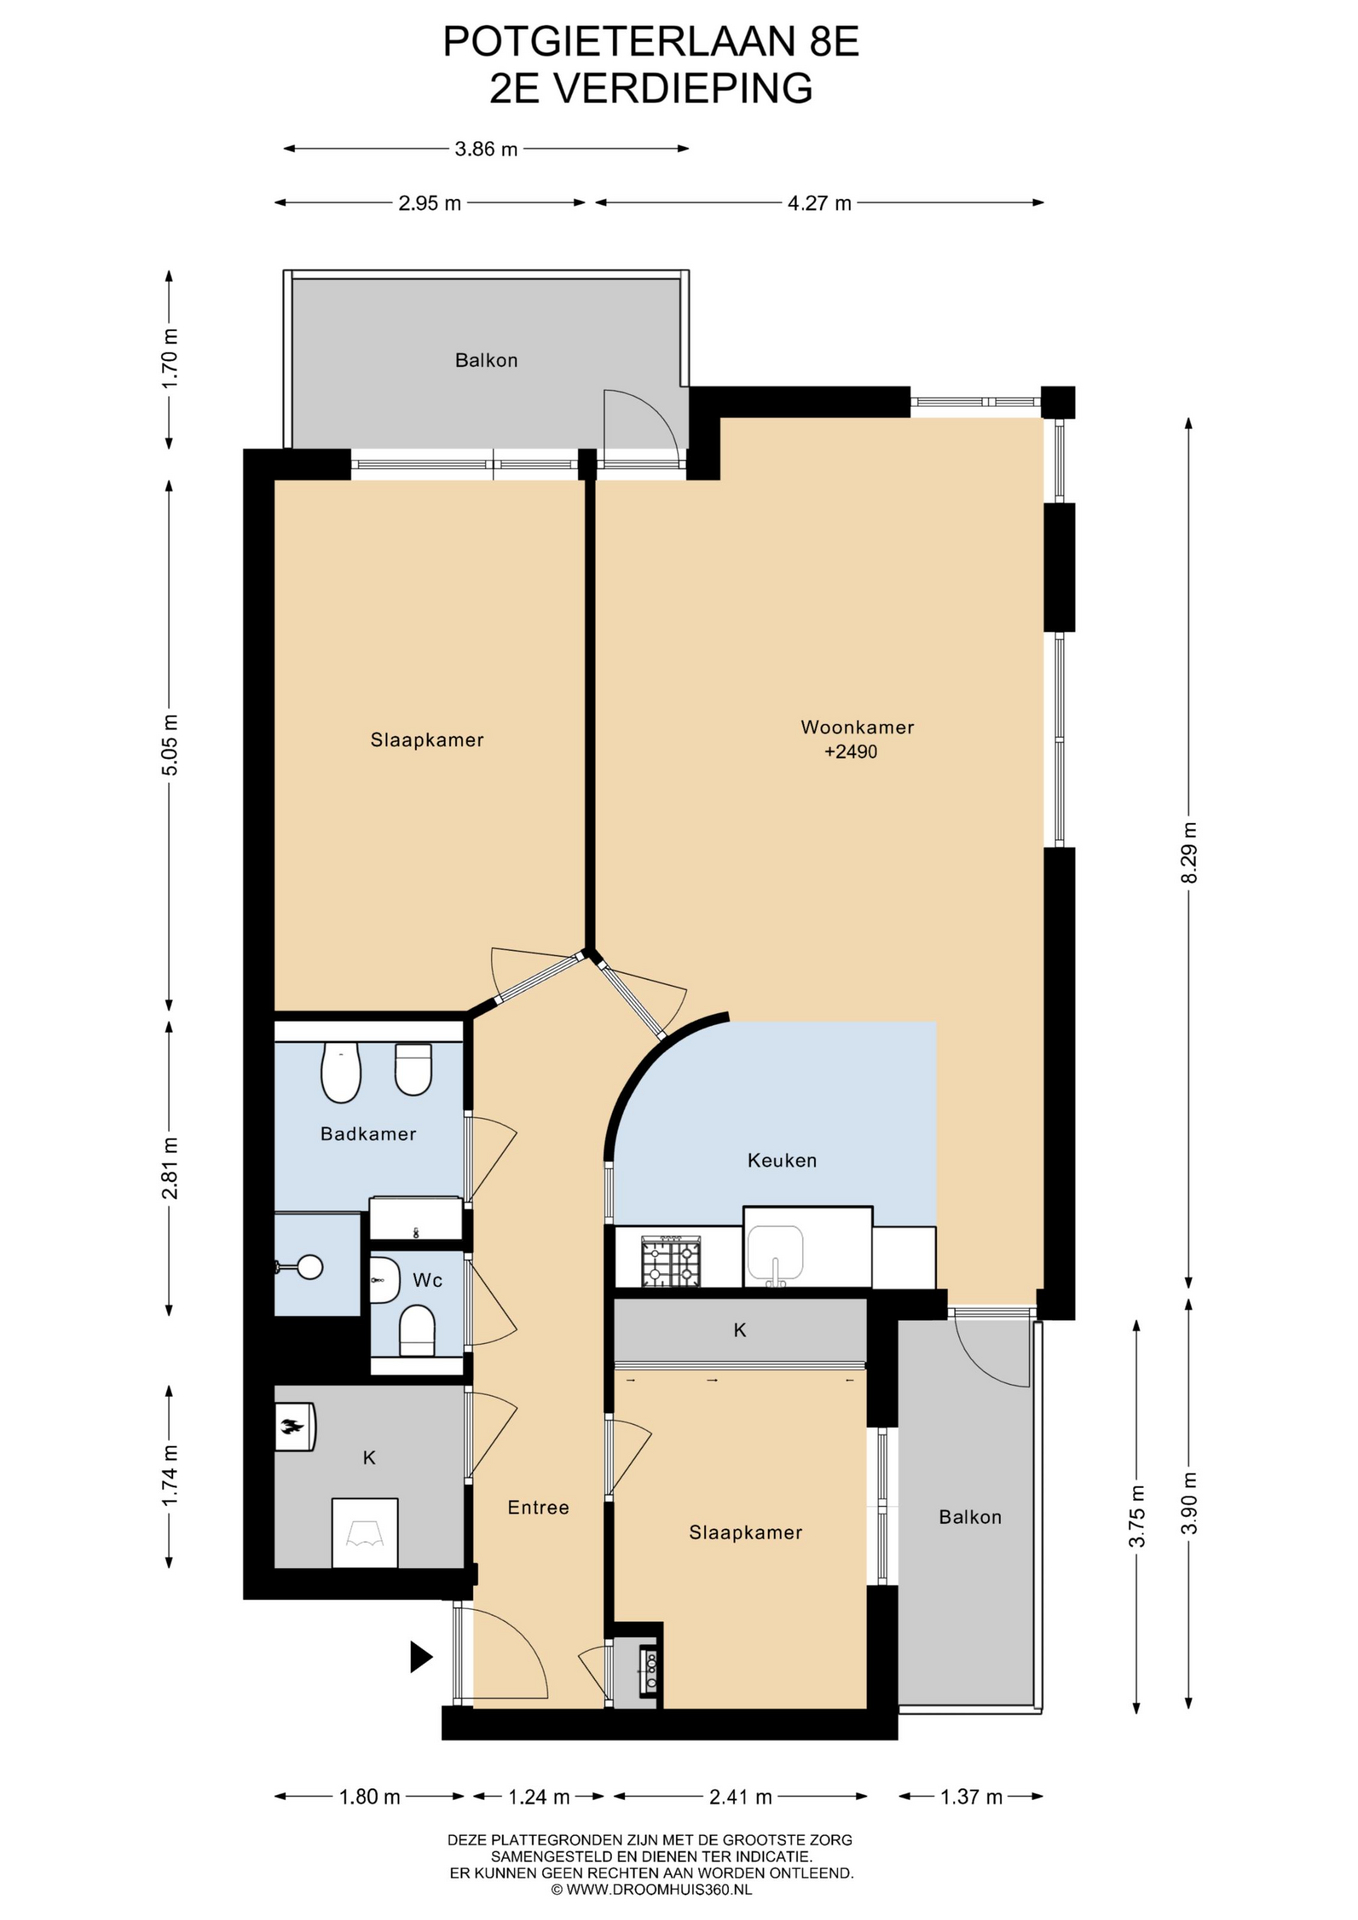 POTGIETERLAAN 8E
2E VERDIEPING
3.86 m
2.95 m
4.27 m
1.70 m
Balkon
5.05 m
Slaapkamer
Woonkamer
+2490
8.29 m
2.81 m
Badkamer
Keuken
Wc
K
1.74 m
K
Entree
Slaapkamer
Balkon
3.75 m
3.90 m
1.80 m
1.24 m
2.41 m
1.37 m
DEZE PLATTEGRONDEN ZIJN MET DE GROOTSTE ZORG
SAMENGESTELD EN DIENEN TER INDICATIE.
ER KUNNEN GEEN RECHTEN AAN WORDEN ONTLEEND.
© WWW.DROOMHUIS360.NL